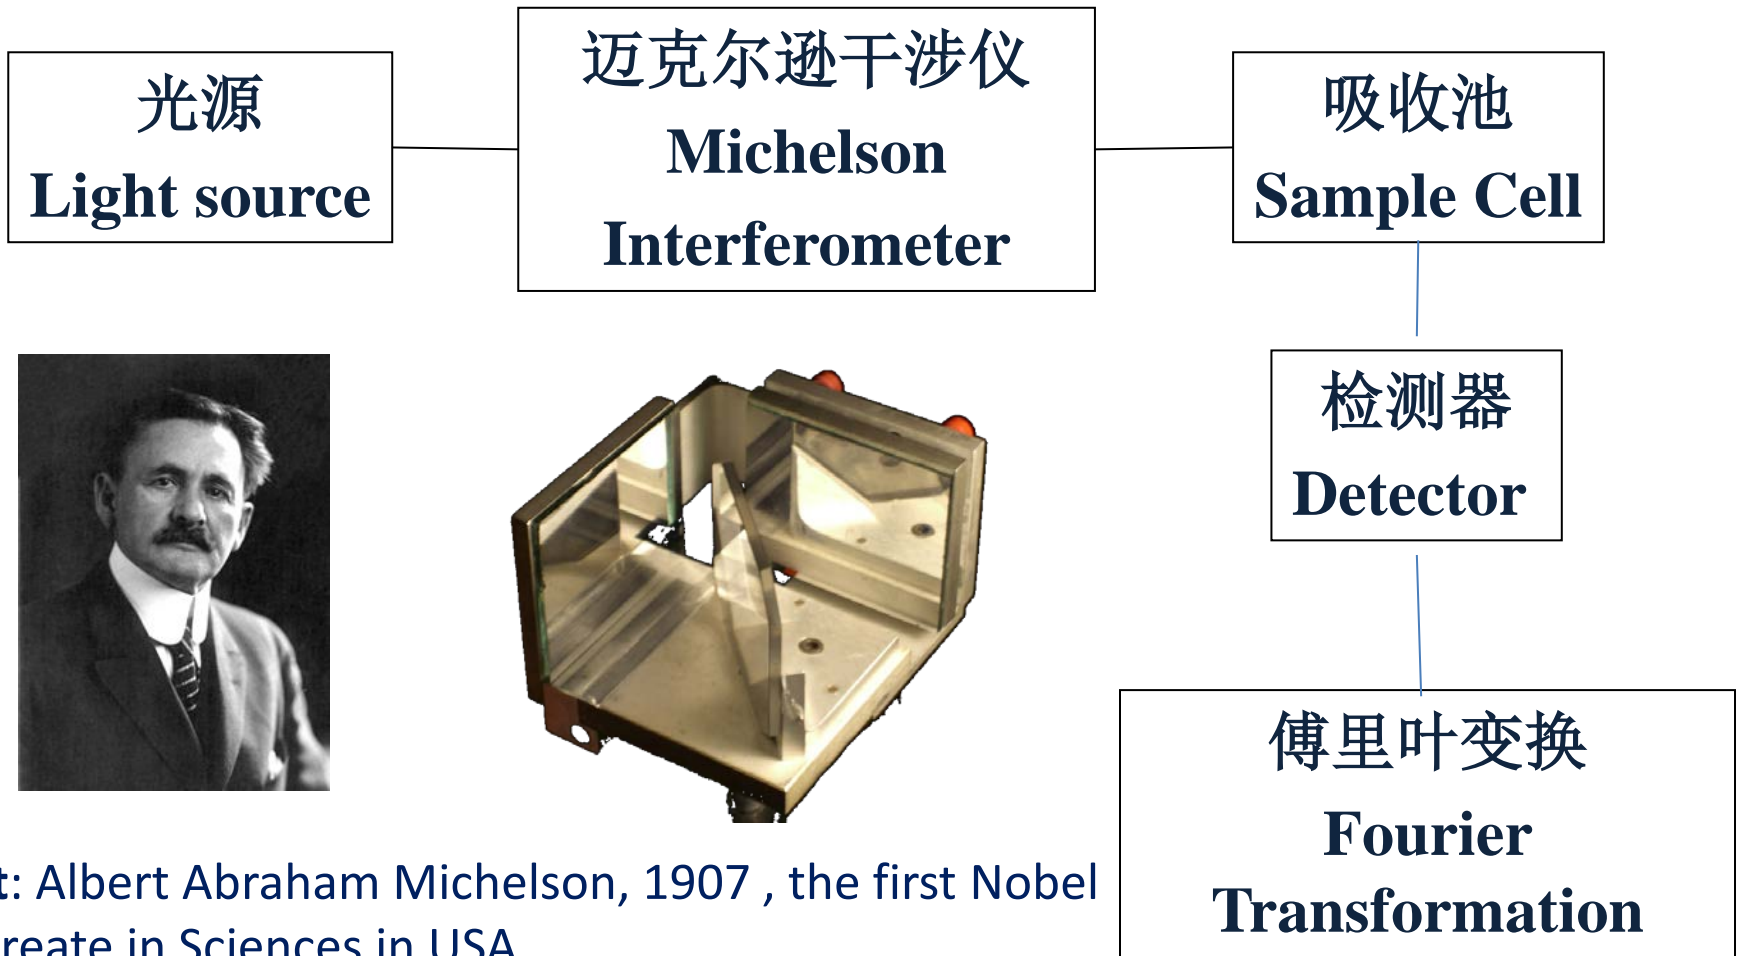 光源
Light source
迈克尔逊干涉仪
Michelson
Interferometer
吸收池
Sample Cell
检测器
Detector
傅里叶变换
Fourier
Transformation
t: Albert Abraham Michelson, 1907 , the first Nobel
reate in Sciences in USA